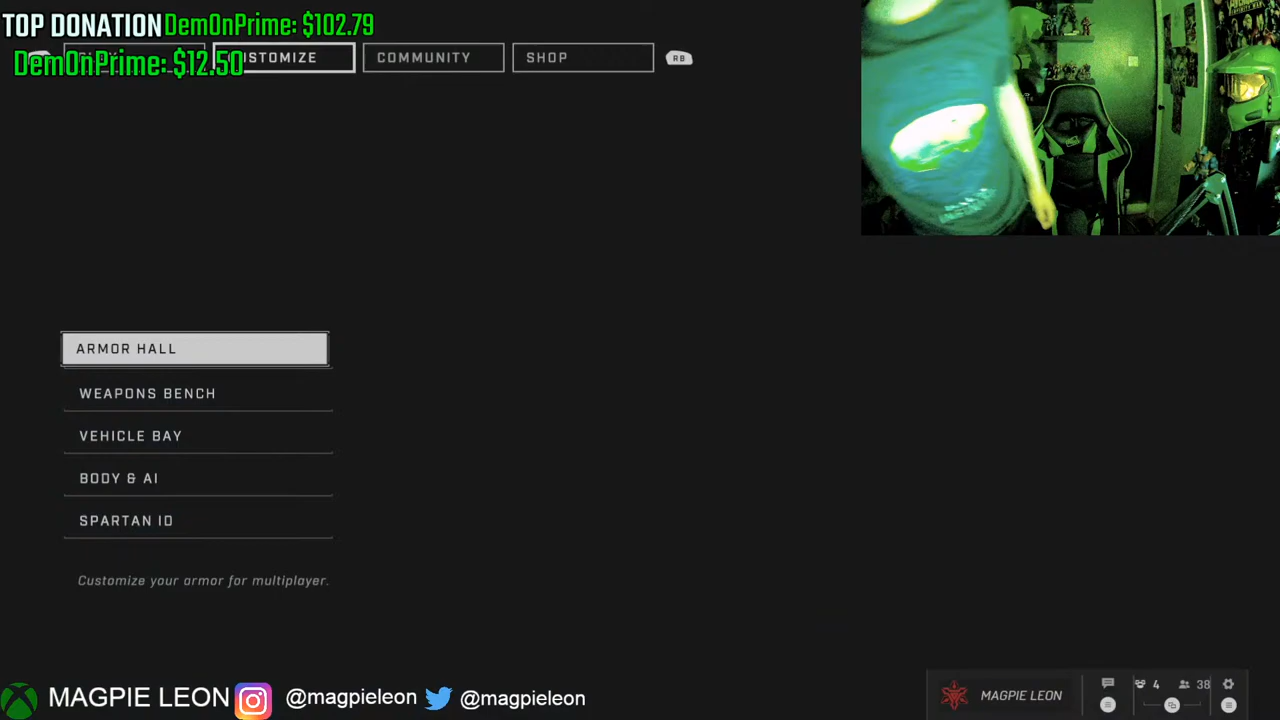 TOP DONATION DemOnPrime: $102.79
DemOnPrime: $12.50
CUSTOMIZE
COMMUNITY
SHOP
RB
ARMOR HALL
WEAPONS BENCH
VEHICLE BAY
BODY & AI
SPARTAN ID
Customize your armor for multiplayer.
MAGPIE LEON @magpieleon @magpieleon
MAGPIE LEON
4
38